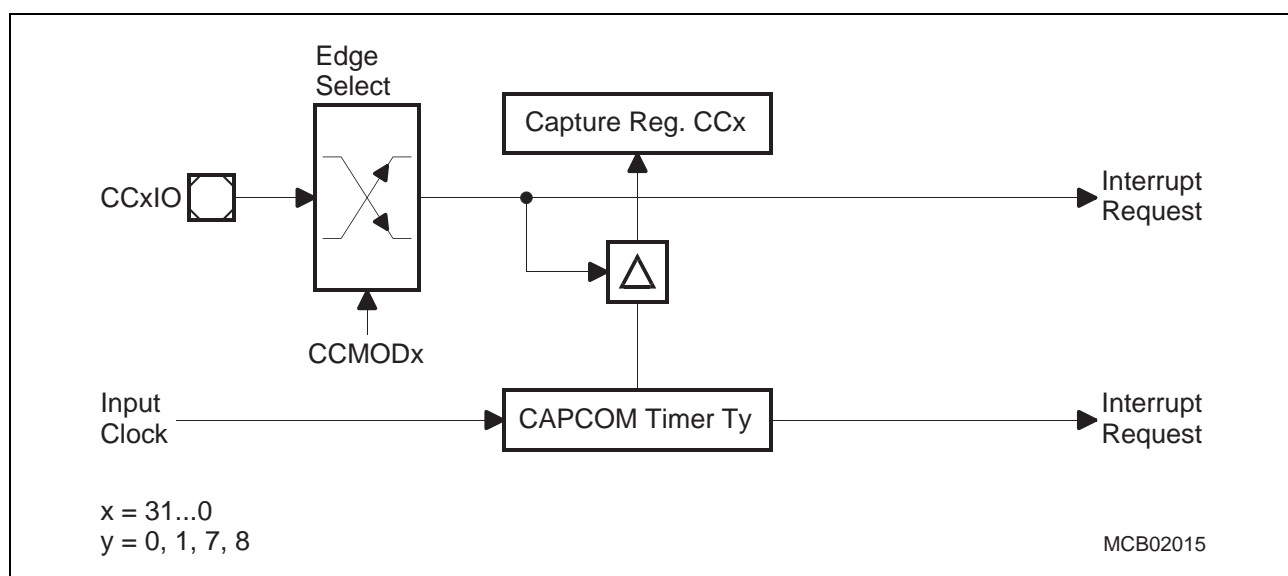 Edge
Select
Capture Reg. CCx
CCxIO
Interrupt
Request
CCMODx
Input
Clock
CAPCOM Timer Ty
Interrupt
Request
x = 31...0
y = 0, 1, 7, 8
MCB02015